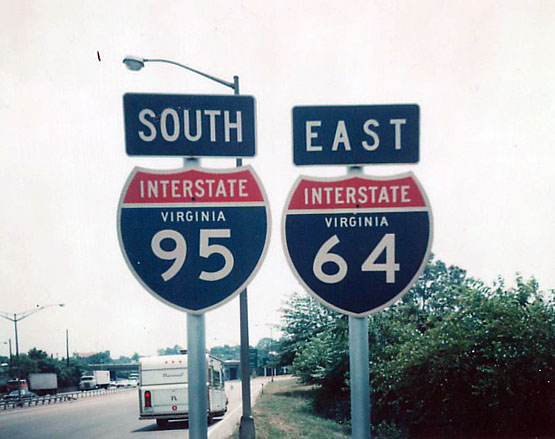 SOUTH
INTERSTATE
VIRGINIA
95
EAST
INTERSTATE
VIRGINIA
64